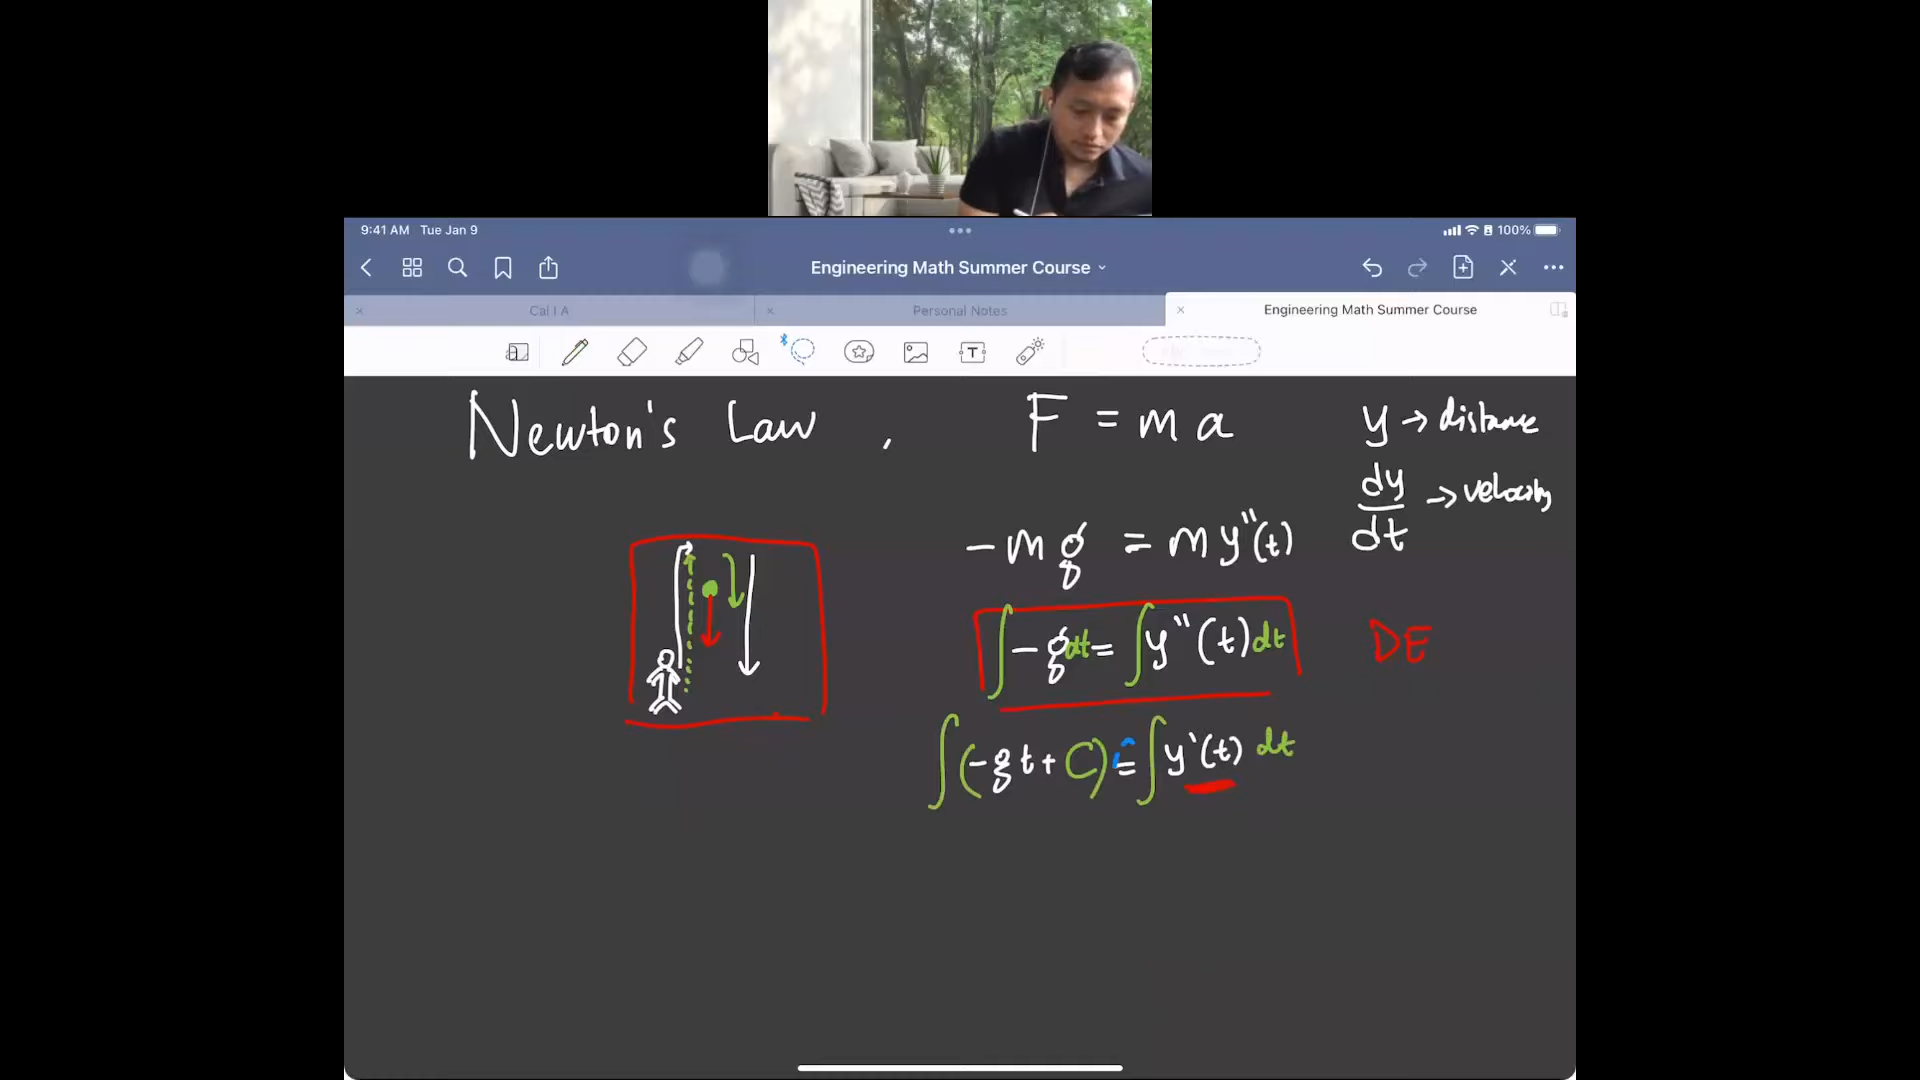 9:41 AM Tue Jan 9
100%
Engineering Math Summer Course
Cal I A
Personal Notes
Engineering Math Summer Course
Newton's Law , F = ma
y → distance
dy/dt → velocity
-mg = my''(t)
∫-g dt = ∫y''(t) dt
DE
∫(-gt + C) = ∫y'(t) dt